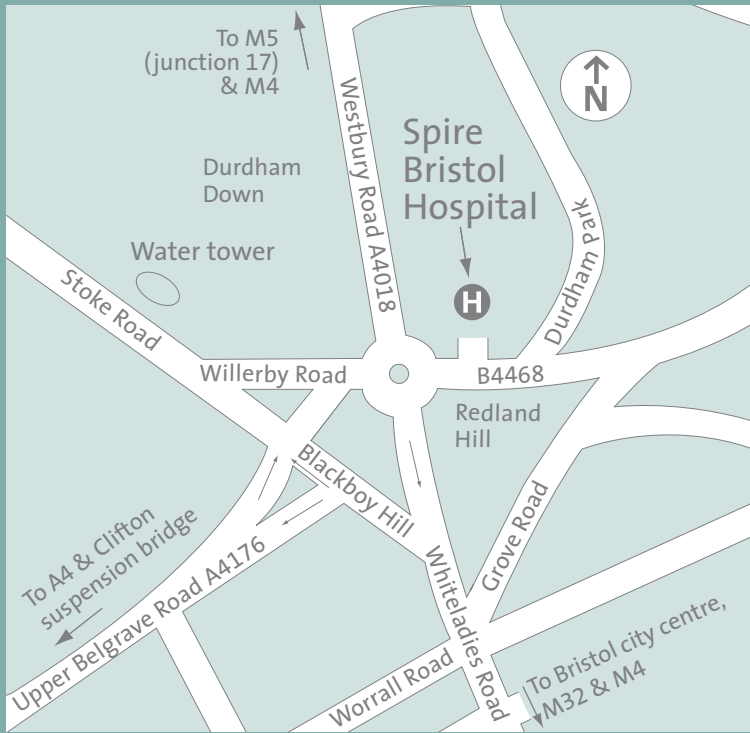 To M5
(junction 17)
& M4
Westbury Road A4018
N
Spire
Bristol
Hospital
Durdham
Down
Water tower
Durdham Park
Stoke Road
H
Willerby Road
B4468
Redland
Hill
Blackboy Hill
Grove Road
To A4 & Clifton
suspension bridge
Upper Belgrave Road A4176
Whiteladies Road
Worrall Road
To Bristol city centre,
M32 & M4